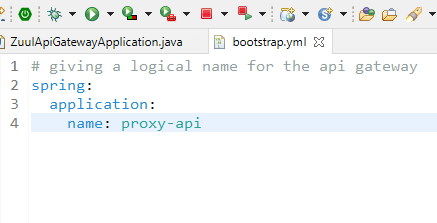 ZuulApiGatewayApplication.java
bootstrap.yml
1 # giving a logical name for the api gateway
2 spring:
3   application:
4     name: proxy-api